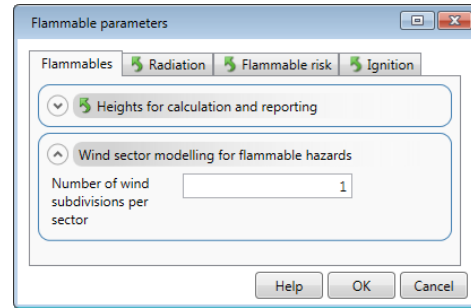 Flammable parameters
Flammables Radiation Flammable risk Ignition
Heights for calculation and reporting
Wind sector modelling for flammable hazards
Number of wind
subdivisions per
sector
1
Help OK Cancel